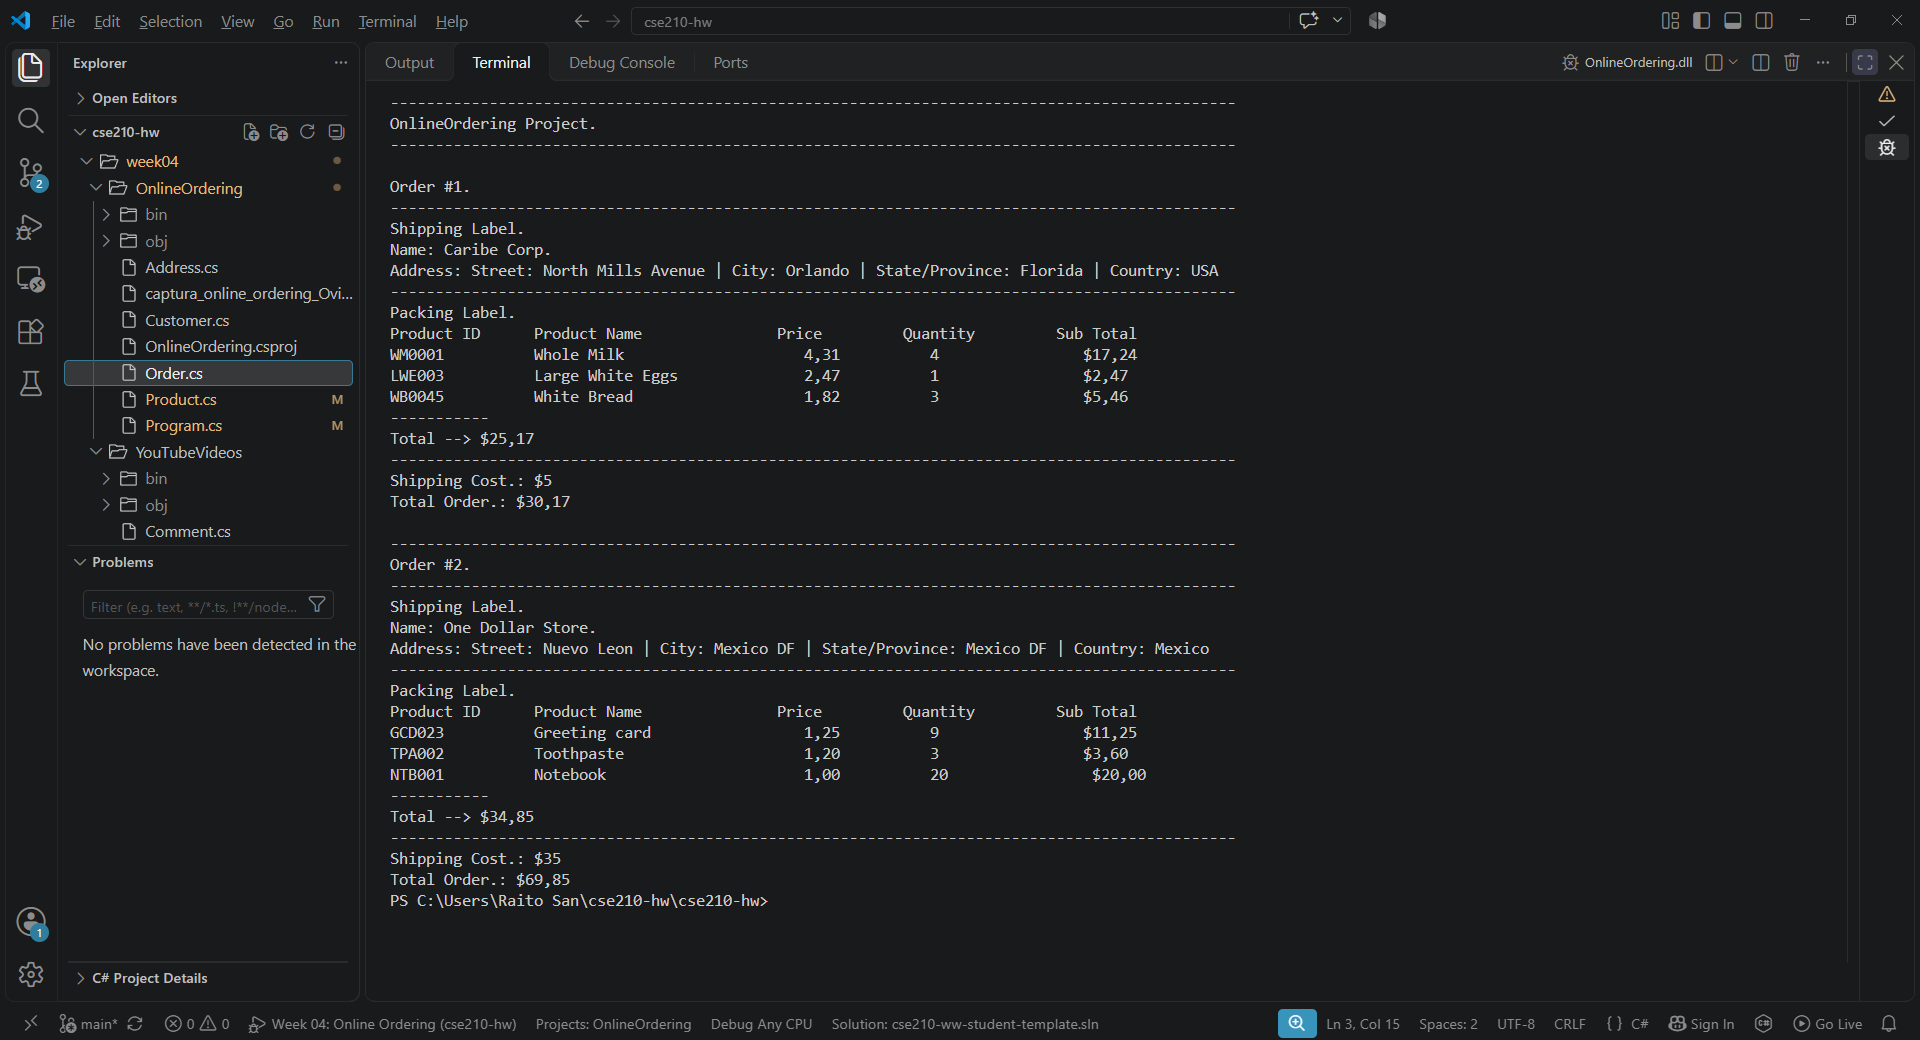 File Edit Selection View Go Run Terminal Help
cse210-hw
Explorer
Open Editors
cse210-hw
week04
OnlineOrdering
bin
obj
Address.cs
captura_online_ordering_Ovi...
Customer.cs
OnlineOrdering.csproj
Order.cs
Product.cs M
Program.cs M
YouTubeVideos
bin
obj
Comment.cs
Problems
Filter (e.g. text, **/*.ts, !**/node...
No problems have been detected in the
workspace.
C# Project Details
2
1
Output Terminal Debug Console Ports
OnlineOrdering.dll
----------------------------------------------------------------------------------------------
OnlineOrdering Project.
----------------------------------------------------------------------------------------------
Order #1.
----------------------------------------------------------------------------------------------
Shipping Label.
Name: Caribe Corp.
Address: Street: North Mills Avenue | City: Orlando | State/Province: Florida | Country: USA
----------------------------------------------------------------------------------------------
Packing Label.
Product ID Product Name Price Quantity Sub Total
WM0001 Whole Milk 4,31 4 $17,24
LWE003 Large White Eggs 2,47 1 $2,47
WB0045 White Bread 1,82 3 $5,46
-----------
Total --> $25,17
----------------------------------------------------------------------------------------------
Shipping Cost.: $5
Total Order.: $30,17
----------------------------------------------------------------------------------------------
Order #2.
----------------------------------------------------------------------------------------------
Shipping Label.
Name: One Dollar Store.
Address: Street: Nuevo Leon | City: Mexico DF | State/Province: Mexico DF | Country: Mexico
----------------------------------------------------------------------------------------------
Packing Label.
Product ID Product Name Price Quantity Sub Total
GCD023 Greeting card 1,25 9 $11,25
TPA002 Toothpaste 1,20 3 $3,60
NTB001 Notebook 1,00 20 $20,00
-----------
Total --> $34,85
----------------------------------------------------------------------------------------------
Shipping Cost.: $35
Total Order.: $69,85
PS C:\Users\Raito San\cse210-hw\cse210-hw>
main* 0 0 Week 04: Online Ordering (cse210-hw) Projects: OnlineOrdering Debug Any CPU Solution: cse210-ww-student-template.sln Ln 3, Col 15 Spaces: 2 UTF-8 CRLF { } C# Sign In Go Live